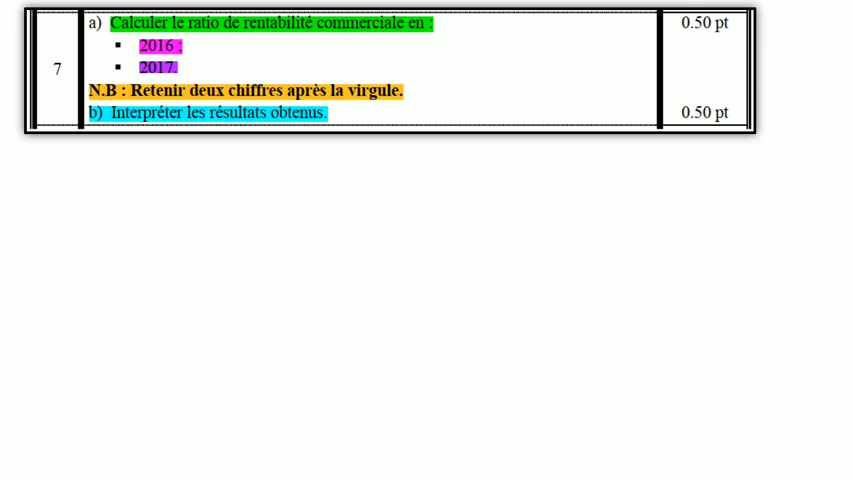 a) Calculer le ratio de rentabilité commerciale en : 0.50 pt
▪ 2016 ;
7 ▪ 2017.
N.B : Retenir deux chiffres après la virgule.
b) Interpréter les résultats obtenus. 0.50 pt